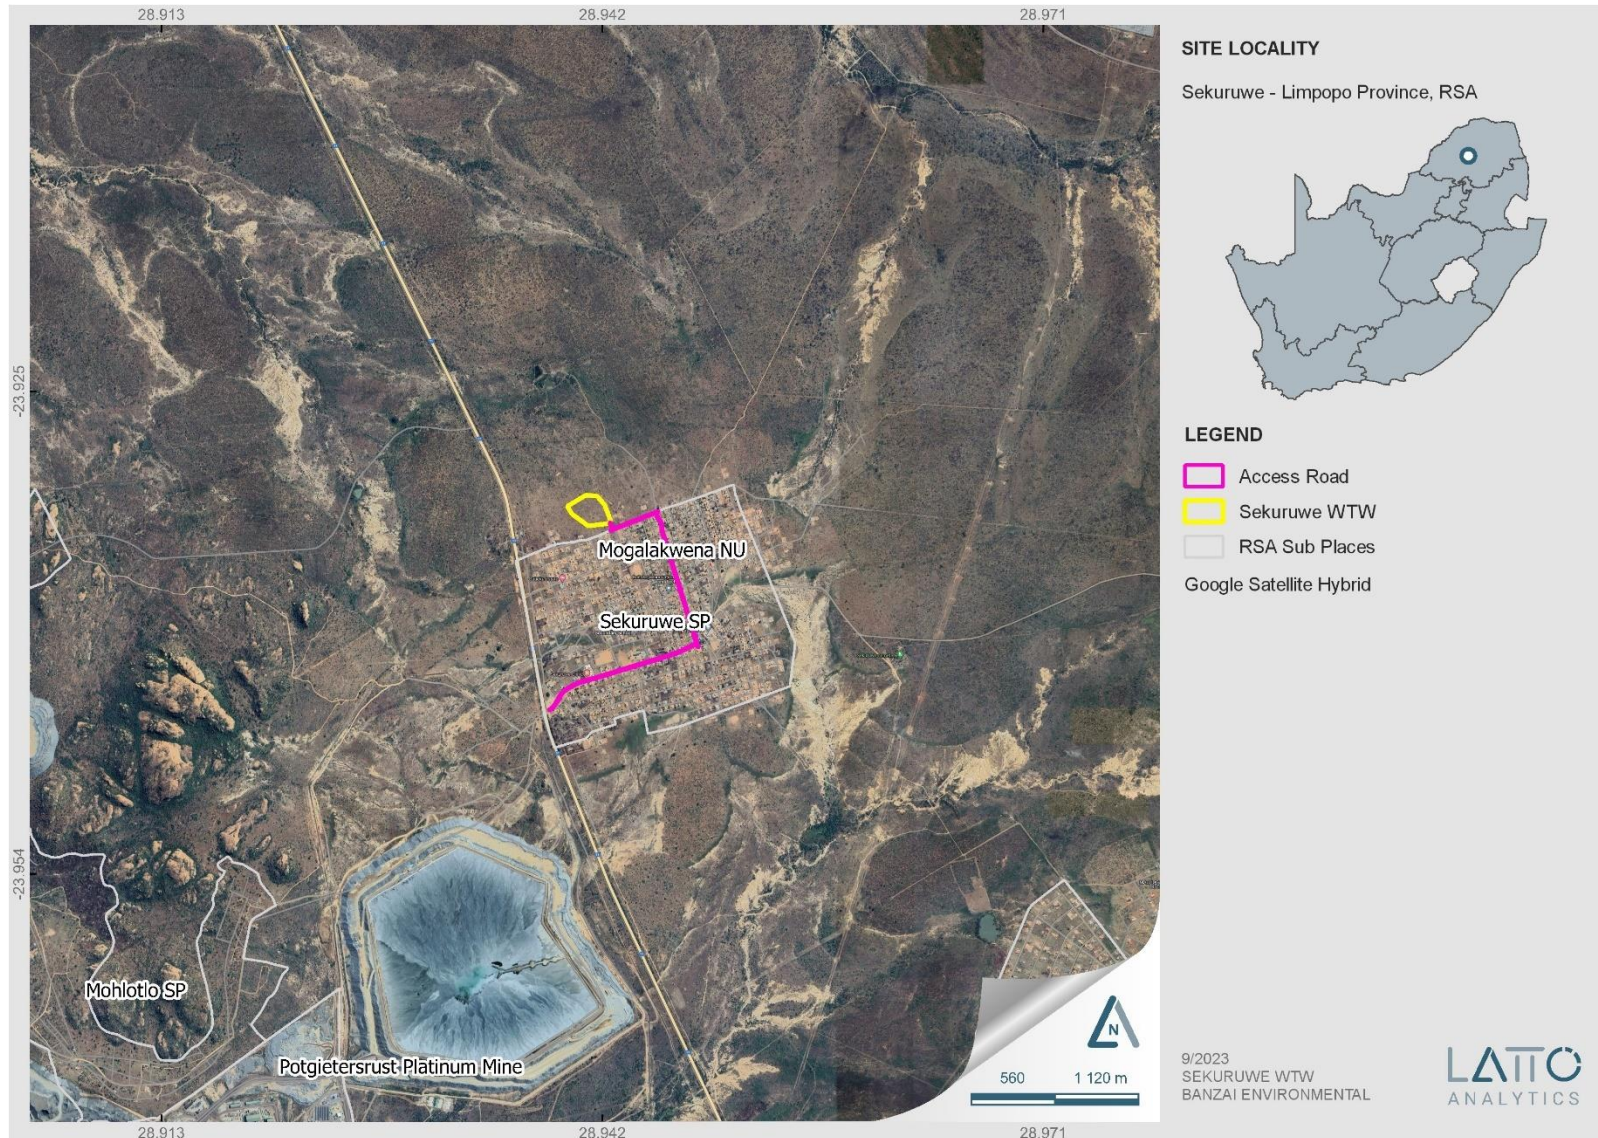 28.913
28.942
28.971
-23.925
-23.954
Mogalakwena NU
Sekuruwe SP
Mohlotlo SP
Potgietersrust Platinum Mine
28.913
28.942
28.971
SITE LOCALITY
Sekuruwe - Limpopo Province, RSA
LEGEND
Access Road
Sekuruwe WTW
RSA Sub Places
Google Satellite Hybrid
N
560 1 120 m
9/2023
SEKURUWE WTW
BANZAI ENVIRONMENTAL
LATTO
ANALYTICS